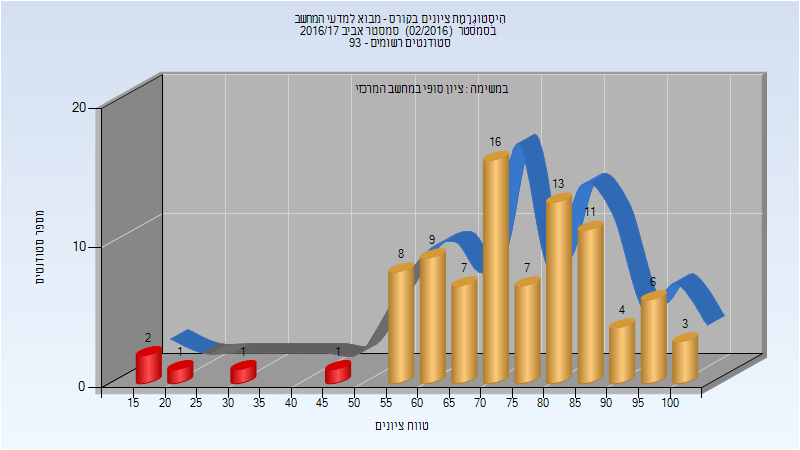 היסטוגרמת ציונים בקורס - מבוא למדעי המחשב
בסמסטר (02/2016) סמסטר אביב 2016/17
סטודנטים רשומים - 93
במשימה : ציון סופי במחשב המרכזי
מספר סטודנטים
20
10
0
2
1
1
1
8
9
7
16
7
13
11
4
6
3
15 20 25 30 35 40 45 50 55 60 65 70 75 80 85 90 95 100
טווח ציונים